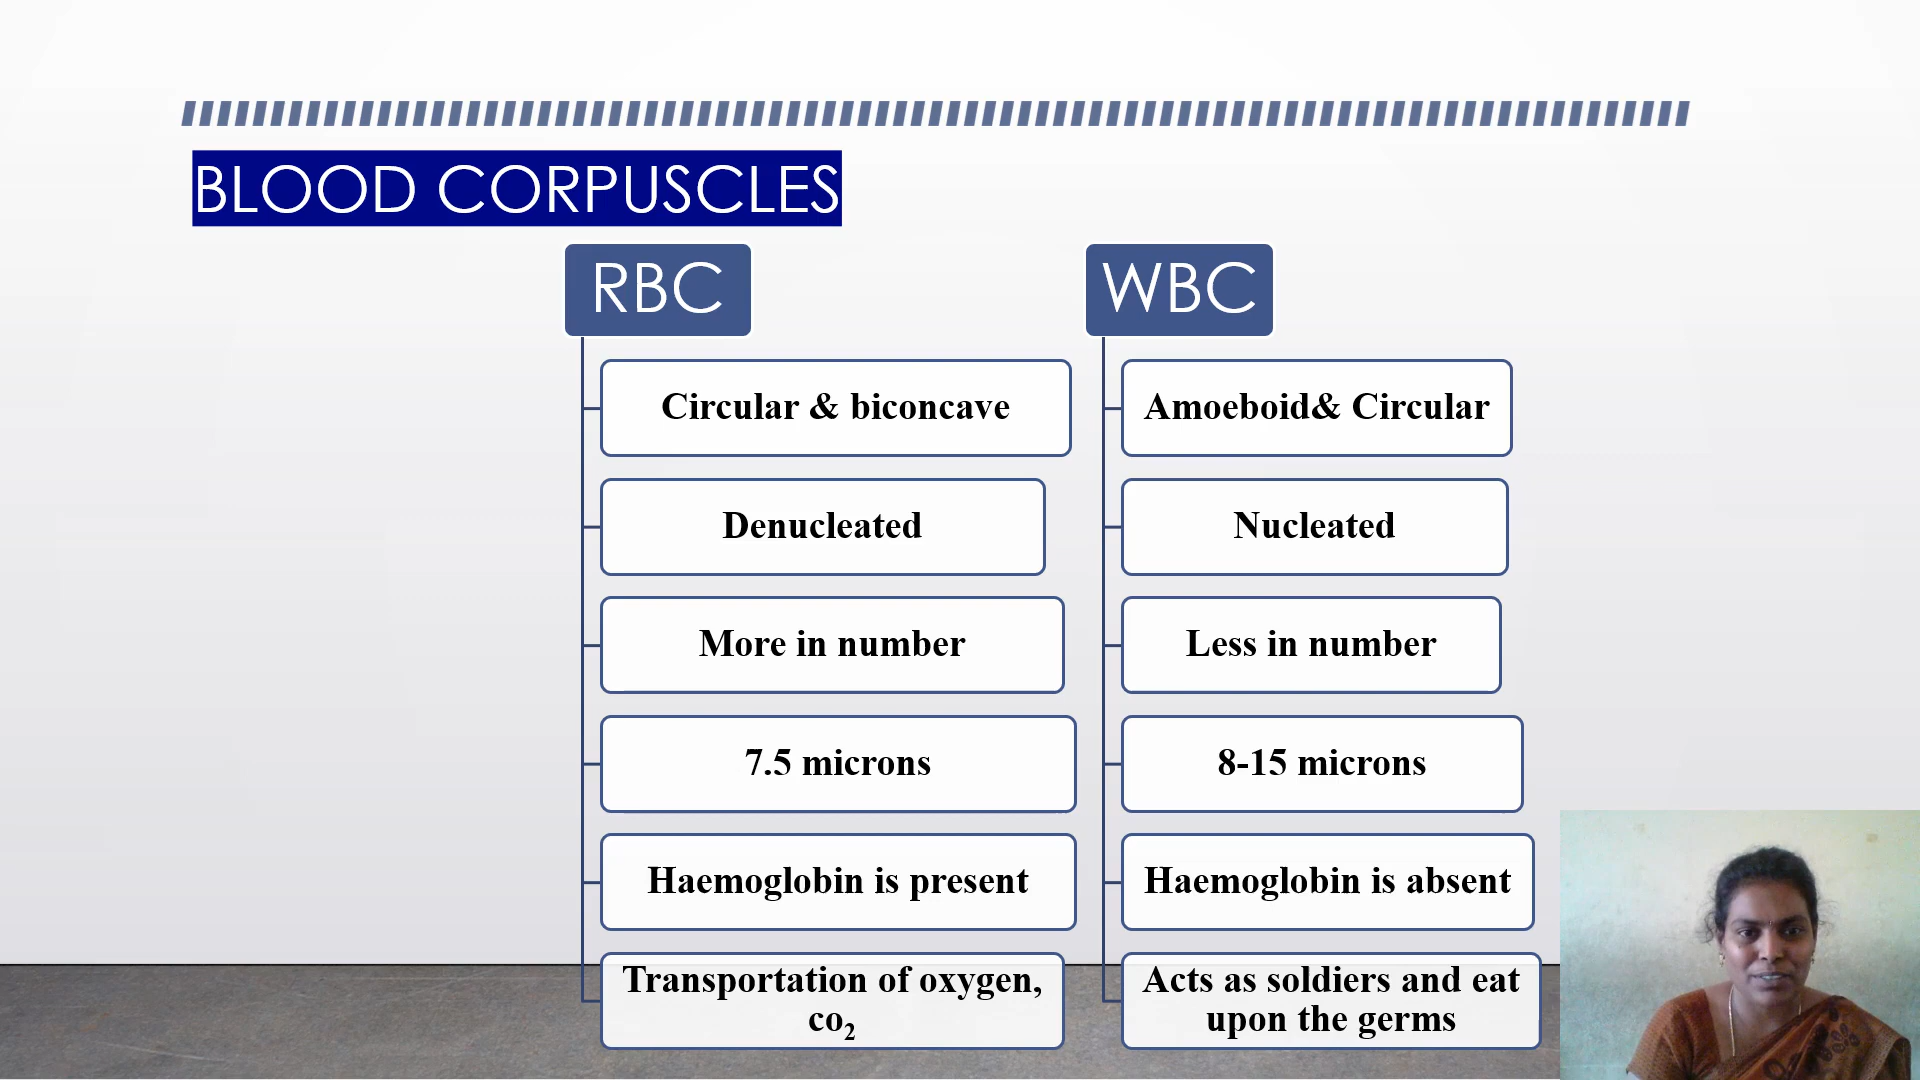 BLOOD CORPUSCLES
RBC
Circular & biconcave
Denucleated
More in number
7.5 microns
Haemoglobin is present
Transportation of oxygen,
co₂
WBC
Amoeboid& Circular
Nucleated
Less in number
8-15 microns
Haemoglobin is absent
Acts as soldiers and eat
upon the germs